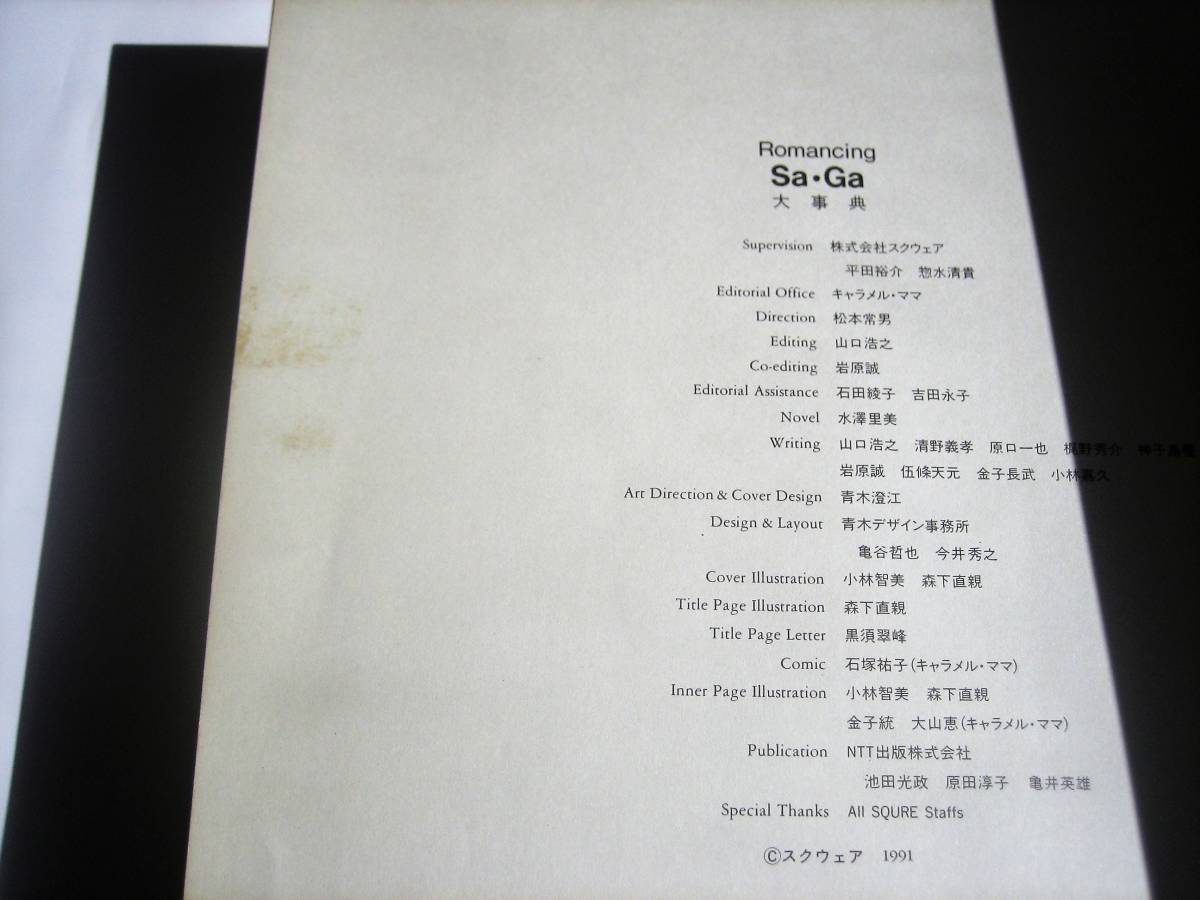 Romancing
Sa・Ga
大事典
Supervision 株式会社スクウェア
平田裕介 惣水清貴
Editorial Office キャラメル・ママ
Direction 松本常男
Editing 山口浩之
Co-editing 岩原誠
Editorial Assistance 石田綾子 吉田永子
Novel 水澤里美
Writing 山口浩之 清野義孝 原口一也 梶野秀介
岩原誠 伍條天元 金子長武 小林嘉久
Art Direction & Cover Design 青木澄江
Design & Layout 青木デザイン事務所
亀谷哲也 今井秀之
Cover Illustration 小林智美 森下直親
Title Page Illustration 森下直親
Title Page Letter 黒須翠峰
Comic 石塚祐子(キャラメル・ママ)
Inner Page Illustration 小林智美 森下直親
金子統 大山恵(キャラメル・ママ)
Publication NTT出版株式会社
池田光政 原田淳子 亀井英雄
Special Thanks All SQURE Staffs
Ⓒスクウェア 1991